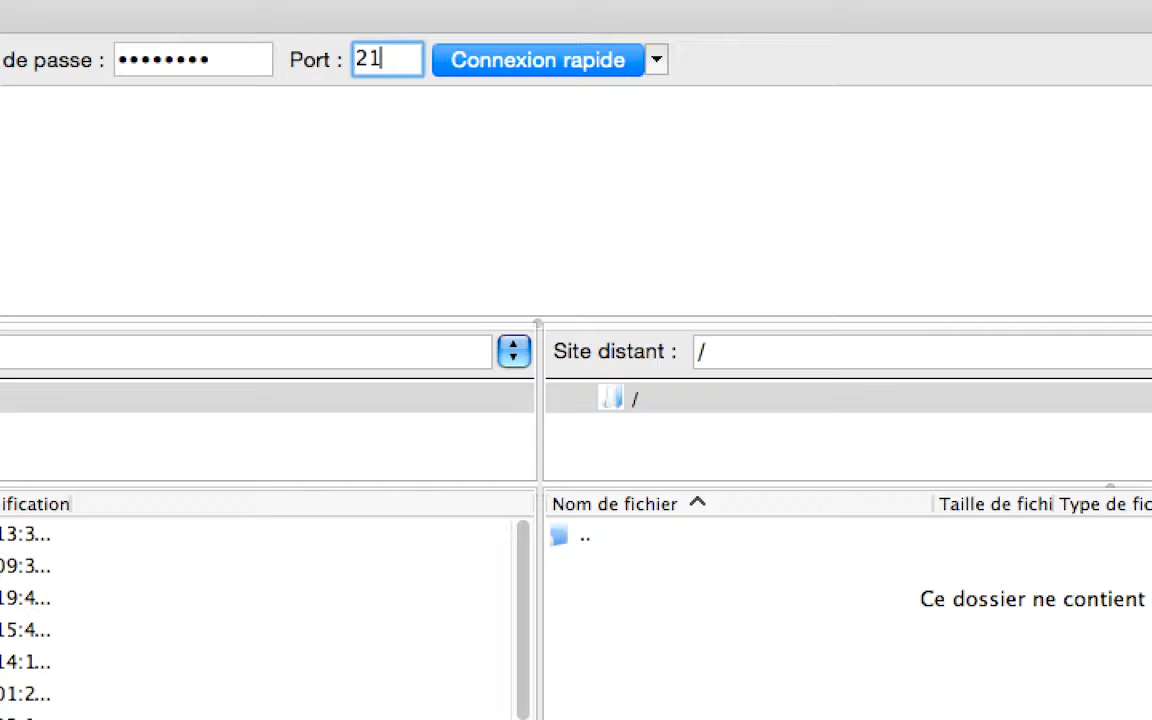 de passe : •••••••• Port : 21 Connexion rapide
Site distant : /
/
ification
13:3...
09:3...
19:4...
15:4...
14:1...
01:2...
Nom de fichier Taille de fichi Type de fic
..
Ce dossier ne contient